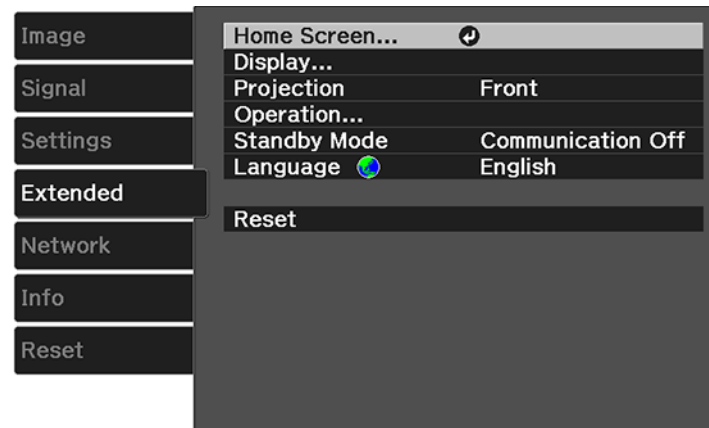 Image
Signal
Settings
Extended
Network
Info
Reset
Home Screen...
Display...
Projection Front
Operation...
Standby Mode Communication Off
Language English
Reset